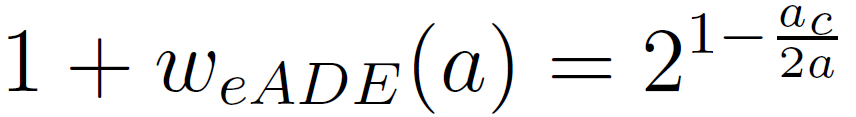 1 + w_{eADE}(a) = 2^{1-\frac{a_c}{2a}}